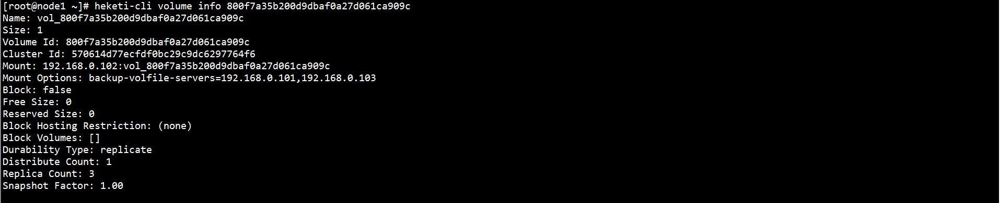 [root@node1 ~]# heketi-cli volume info 800f7a35b200d9dbaf0a27d061ca909c
Name: vol_800f7a35b200d9dbaf0a27d061ca909c
Size: 1
Volume Id: 800f7a35b200d9dbaf0a27d061ca909c
Cluster Id: 570614d77ecfdf0bc29c9dc6297764f6
Mount: 192.168.0.102:vol_800f7a35b200d9dbaf0a27d061ca909c
Mount Options: backup-volfile-servers=192.168.0.101,192.168.0.103
Block: false
Free Size: 0
Reserved Size: 0
Block Hosting Restriction: (none)
Block Volumes: []
Durability Type: replicate
Distribute Count: 1
Replica Count: 3
Snapshot Factor: 1.00